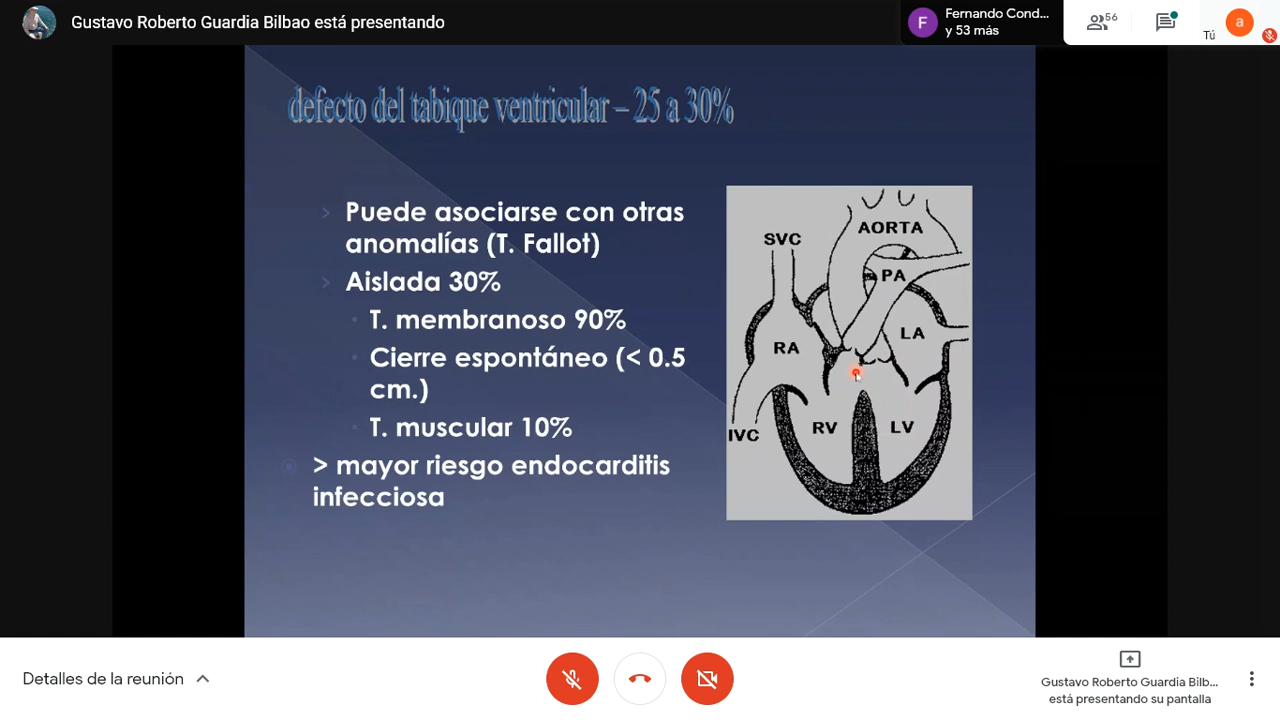 Gustavo Roberto Guardia Bilbao está presentando
F
Fernando Cond...
y 53 más
56
Tú
a
defecto del tabique ventricular – 25 a 30%
Puede asociarse con otras
anomalías (T. Fallot)
Aislada 30%
T. membranoso 90%
Cierre espontáneo (< 0.5
cm.)
T. muscular 10%
> mayor riesgo endocarditis
infecciosa
AORTA
SVC
PA
LA
RA
RV
LV
IVC
Detalles de la reunión
Gustavo Roberto Guardia Bilb...
está presentando su pantalla